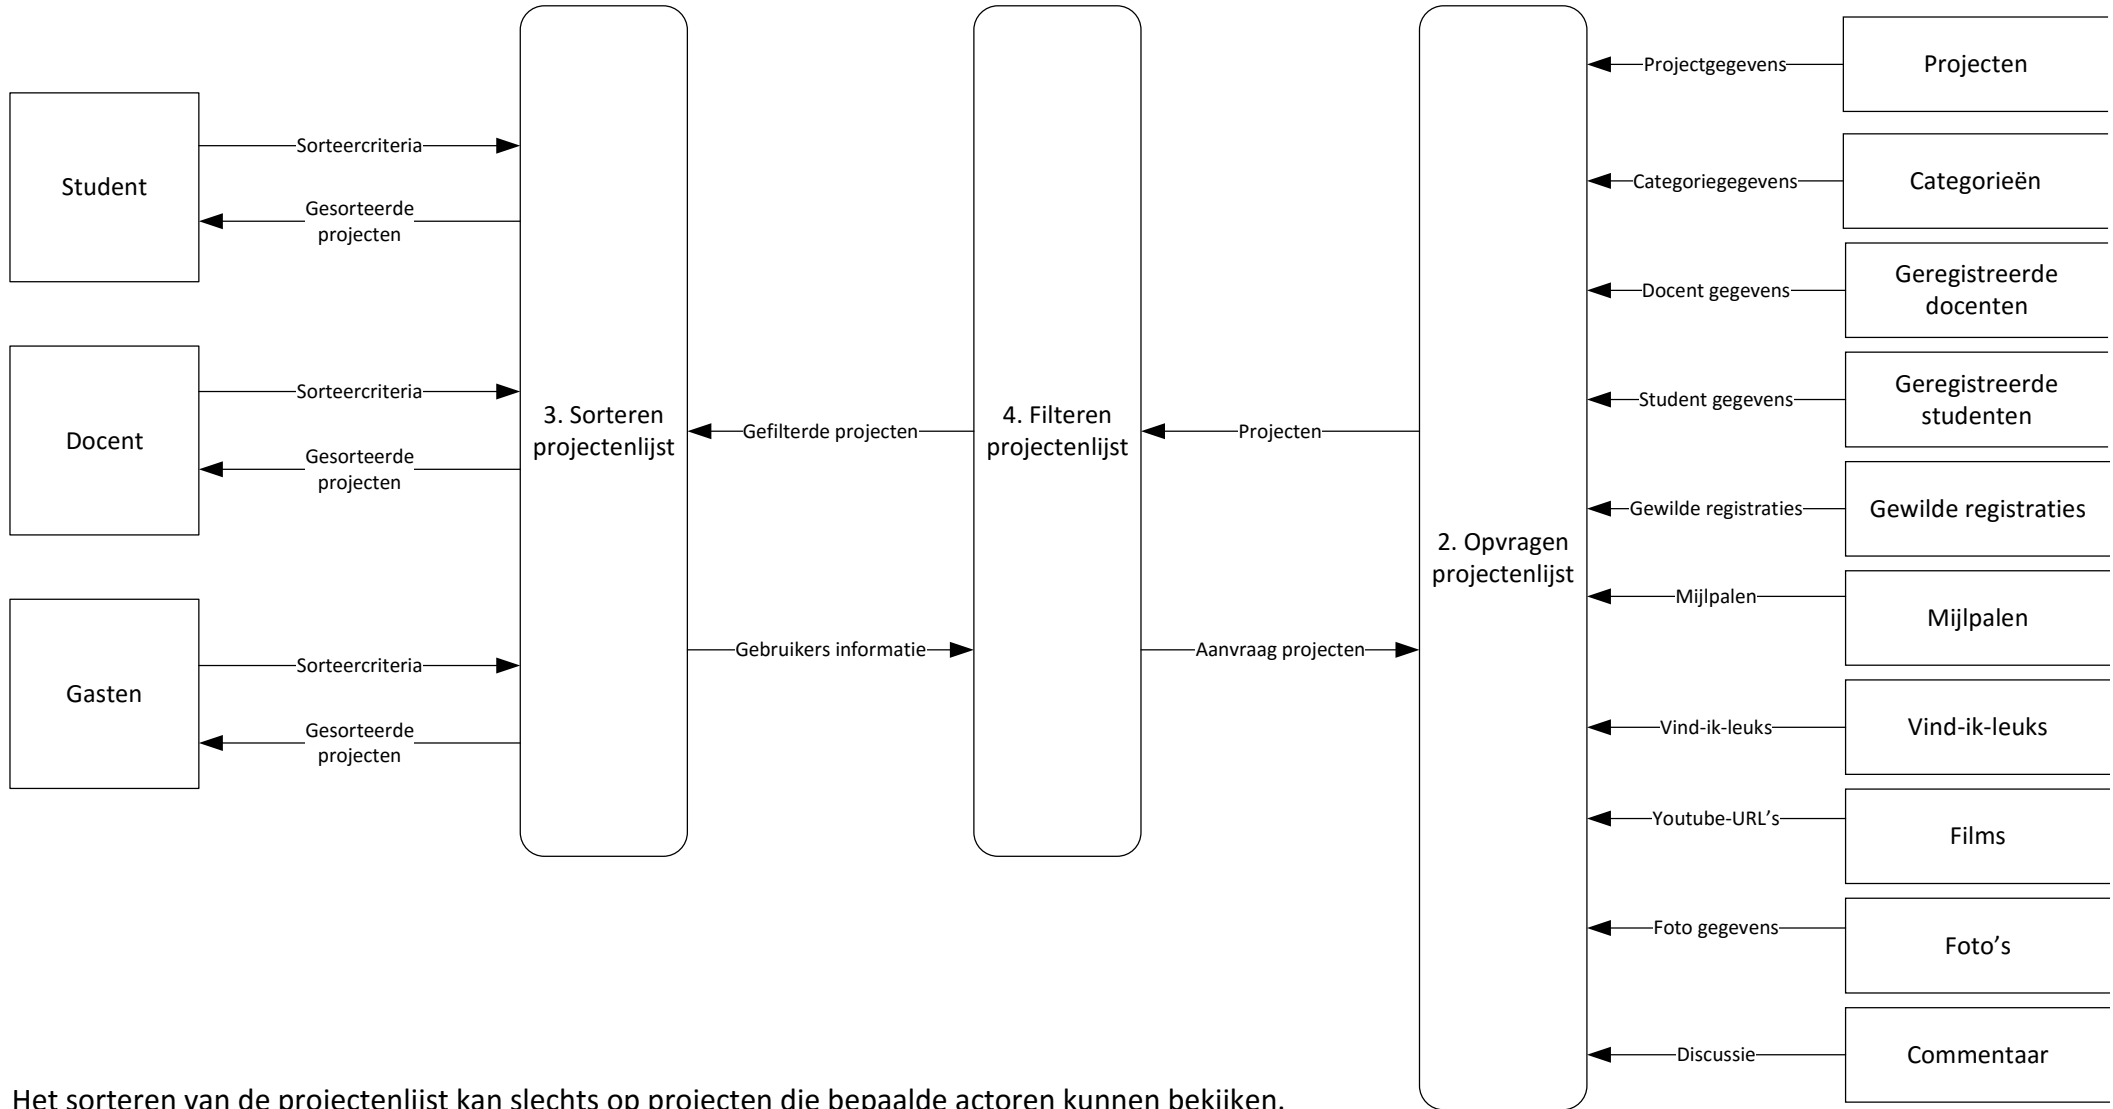 Student
Sorteercriteria
Gesorteerde
projecten
Docent
Sorteercriteria
Gesorteerde
projecten
Gasten
Sorteercriteria
Gesorteerde
projecten
3. Sorteren
projectenlijst
Gefilterde projecten
Gebruikers informatie
4. Filteren
projectenlijst
Projecten
Aanvraag projecten
2. Opvragen
projectenlijst
Projectgegevens
Projecten
Categoriegegevens
Categorieën
Docent gegevens
Geregistreerde
docenten
Student gegevens
Geregistreerde
studenten
Gewilde registraties
Gewilde registraties
Mijlpalen
Mijlpalen
Vind-ik-leuks
Vind-ik-leuks
Youtube-URL’s
Films
Foto gegevens
Foto’s
Discussie
Commentaar
Het sorteren van de projectenlijst kan slechts op projecten die bepaalde actoren kunnen bekijken.